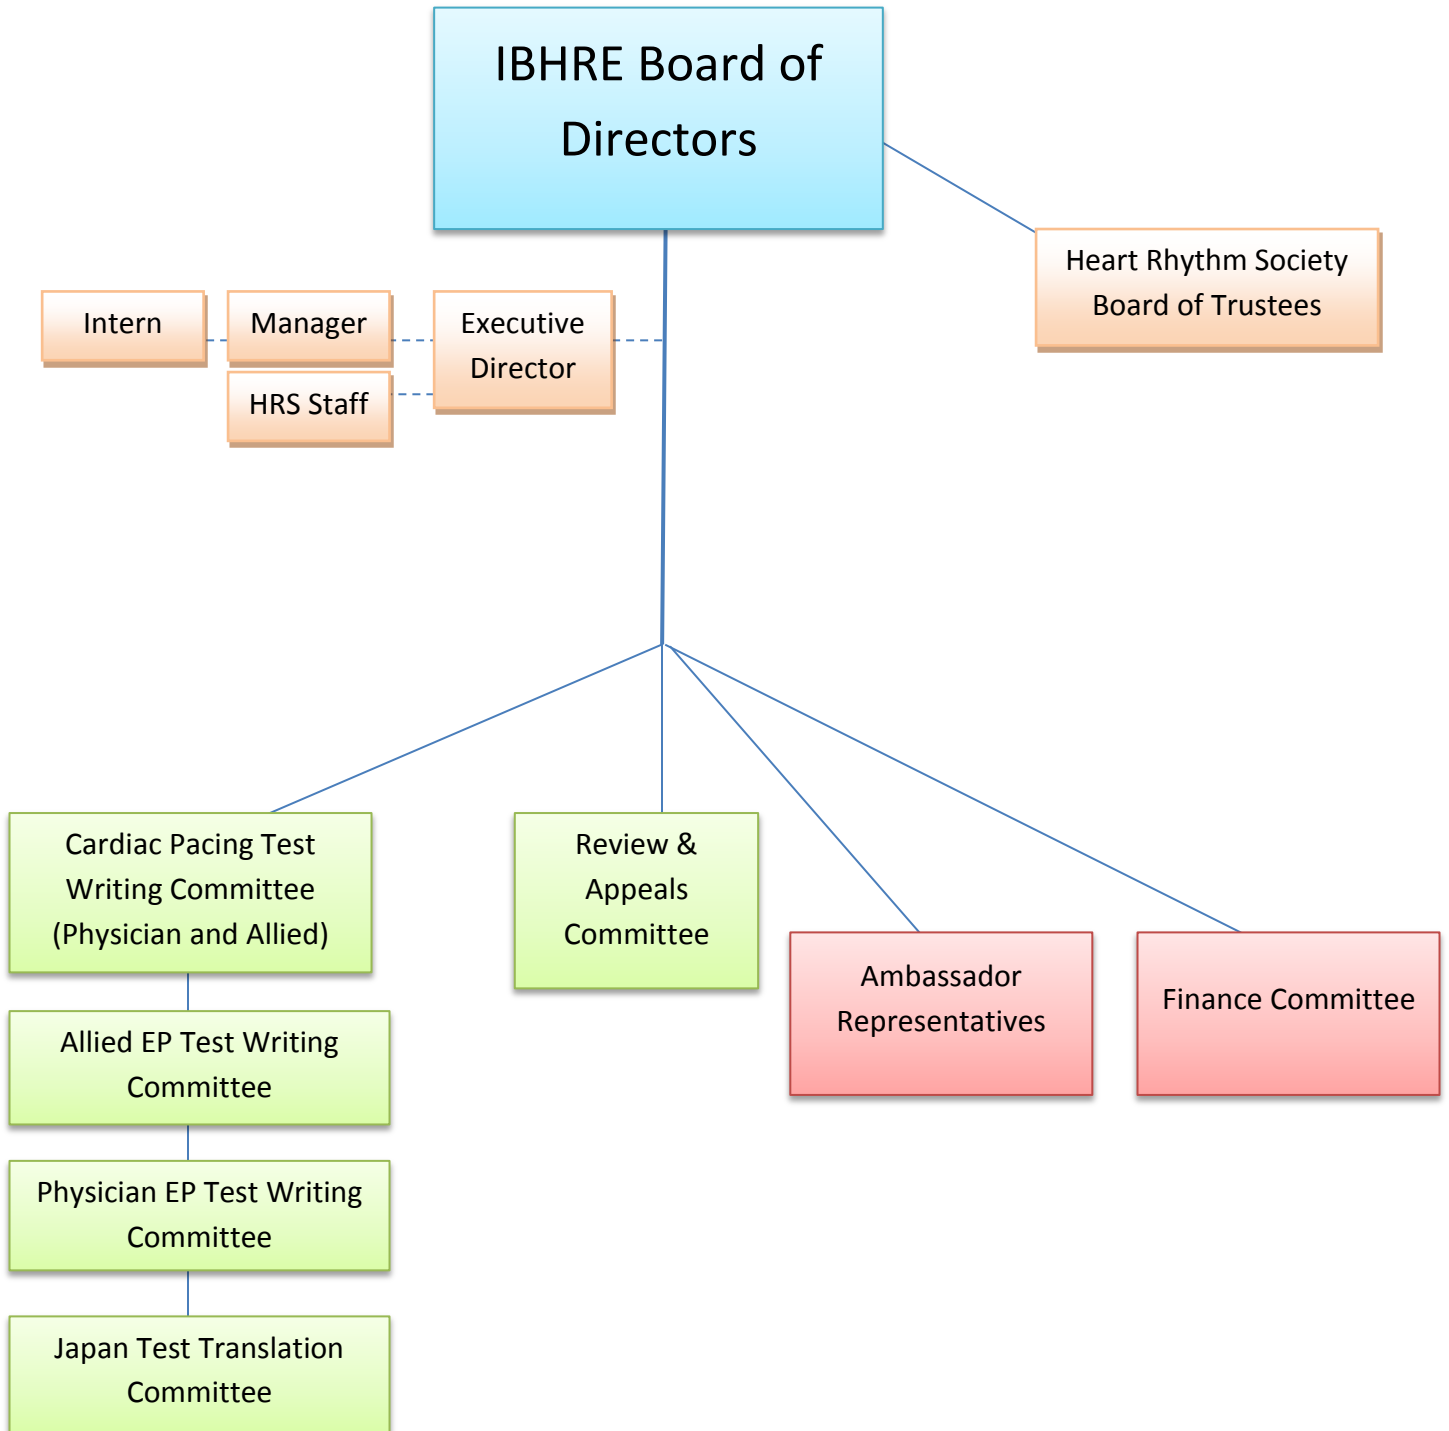 IBHRE Board of
Directors
Heart Rhythm Society
Board of Trustees
Intern
Manager
Executive
Director
HRS Staff
Cardiac Pacing Test
Writing Committee
(Physician and Allied)
Review &
Appeals
Committee
Ambassador
Representatives
Finance Committee
Allied EP Test Writing
Committee
Physician EP Test Writing
Committee
Japan Test Translation
Committee